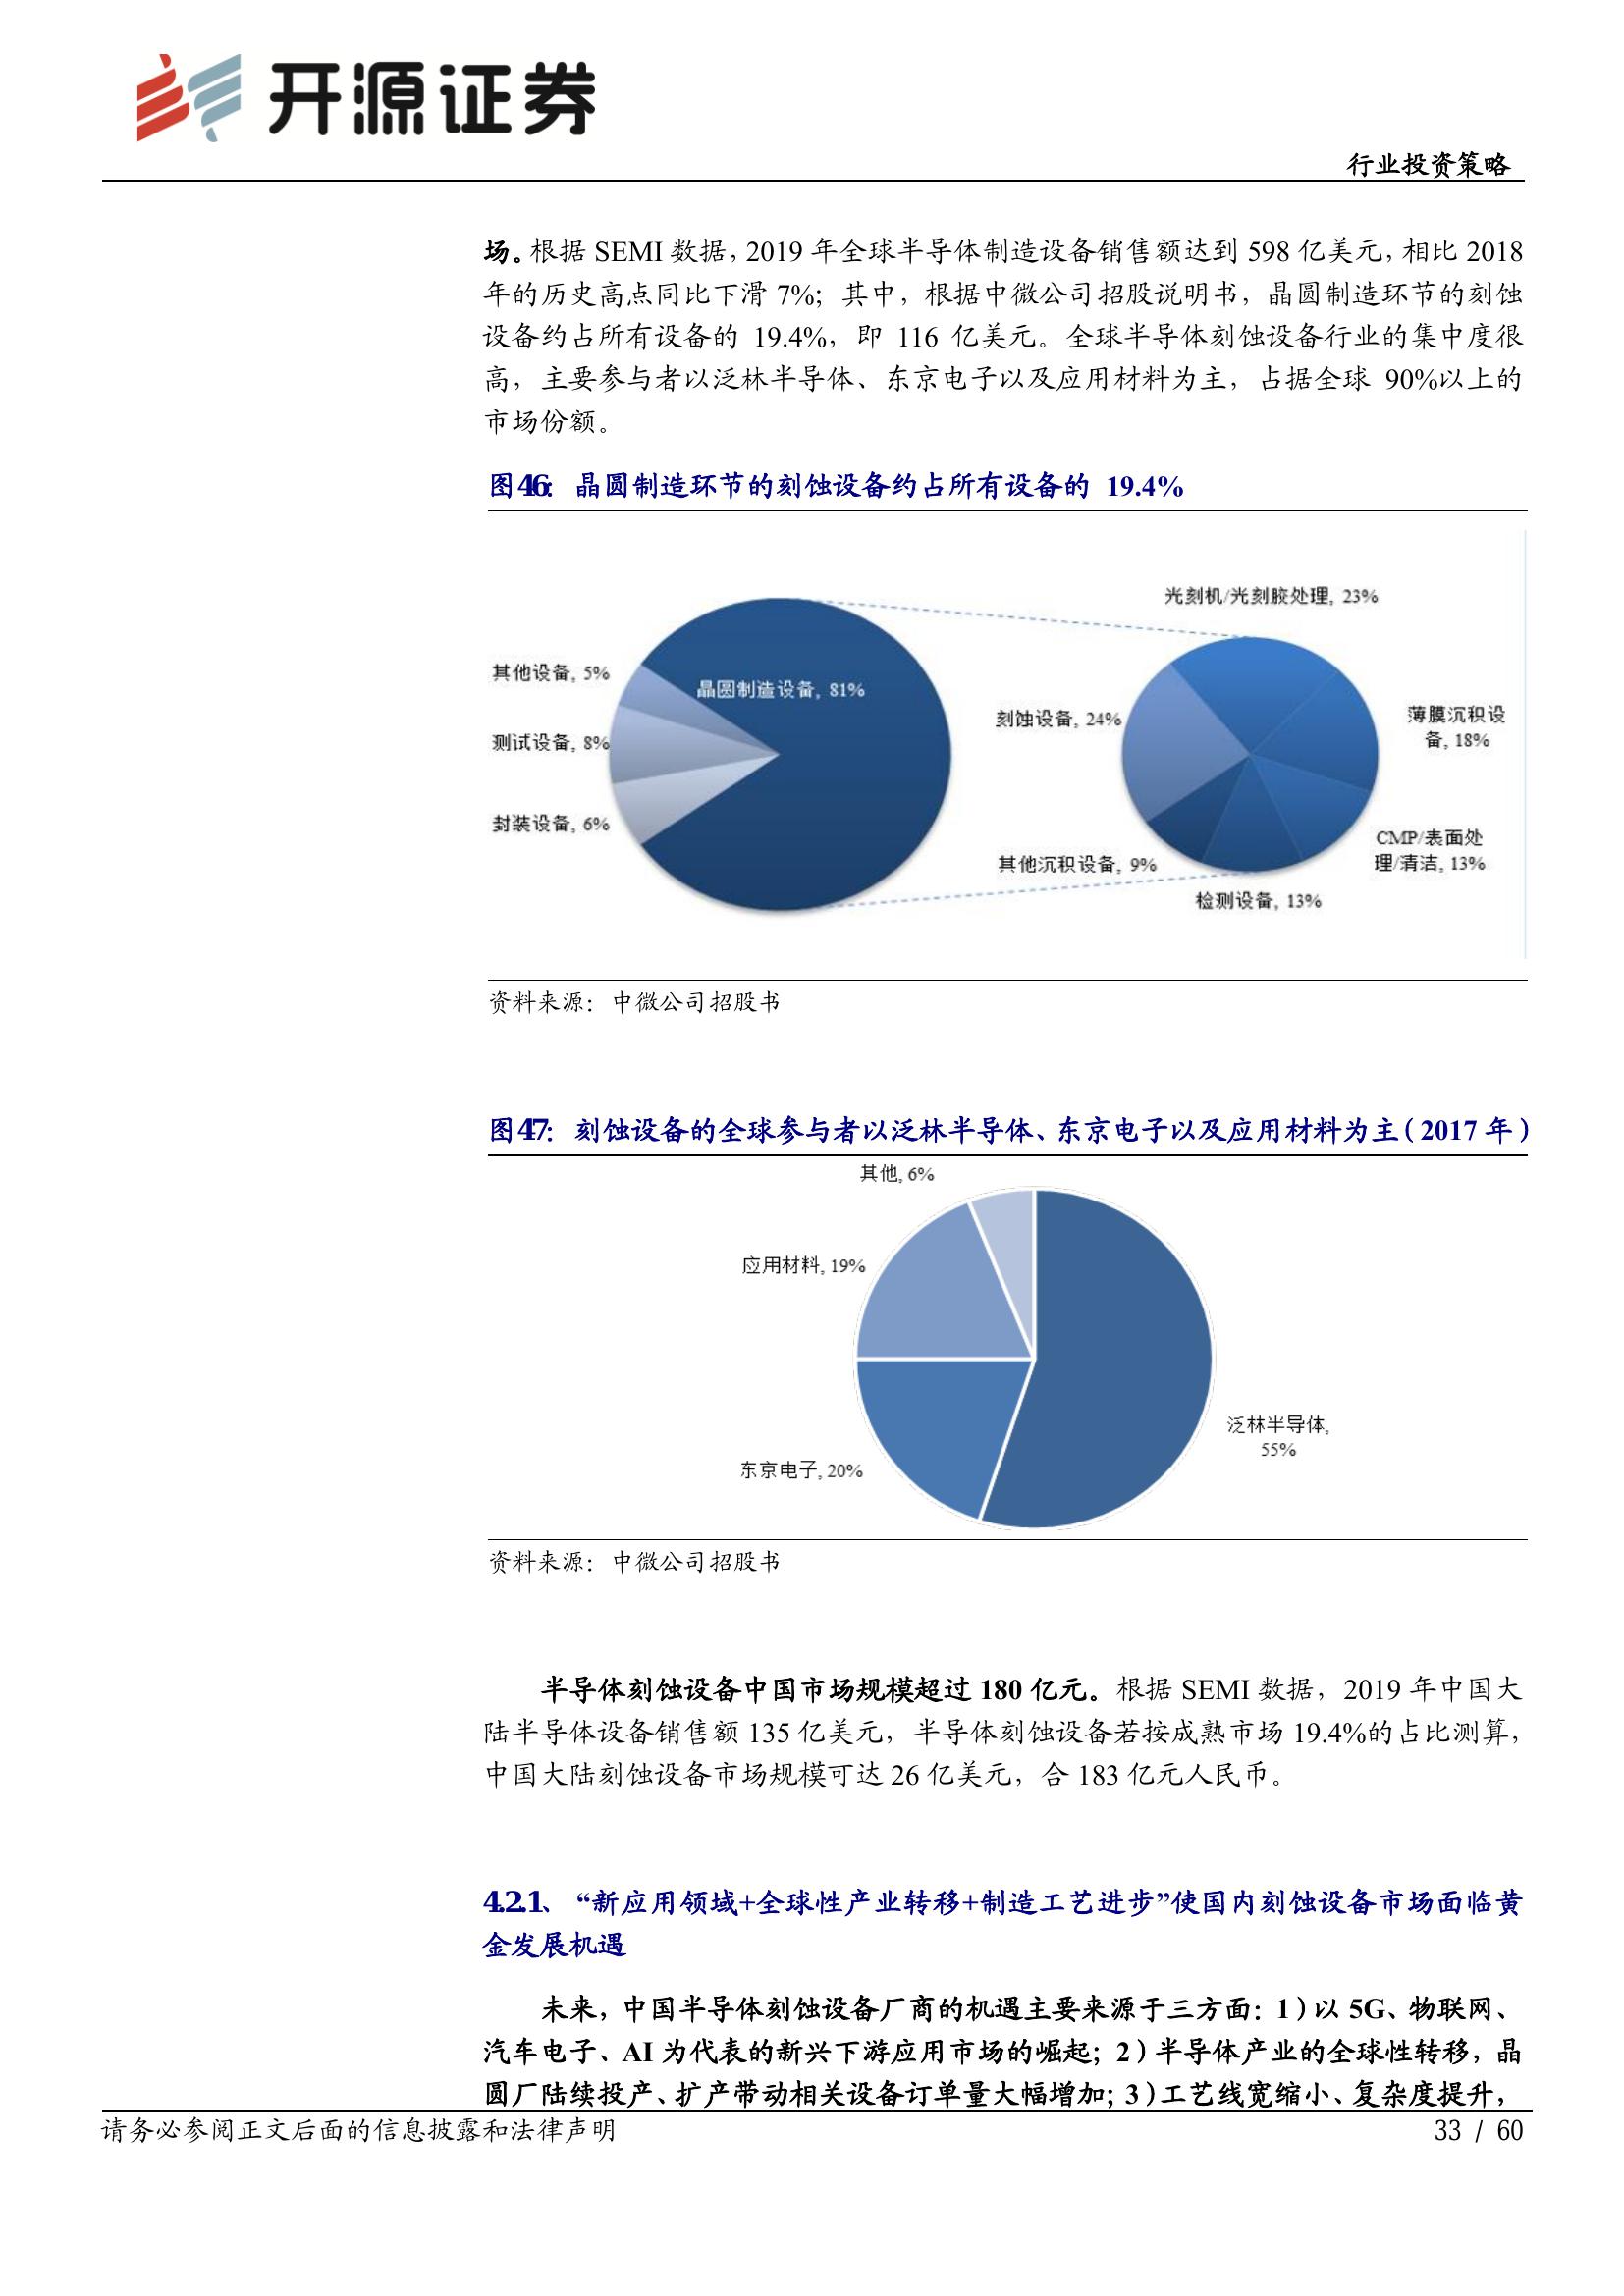 开源证券
行业投资策略
场。根据 SEMI 数据，2019 年全球半导体制造设备销售额达到 598 亿美元，相比 2018
年的历史高点同比下滑 7%；其中，根据中微公司招股说明书，晶圆制造环节的刻蚀
设备约占所有设备的 19.4%，即 116 亿美元。全球半导体刻蚀设备行业的集中度很
高，主要参与者以泛林半导体、东京电子以及应用材料为主，占据全球 90%以上的
市场份额。
图46：晶圆制造环节的刻蚀设备约占所有设备的 19.4%
光刻机/光刻胶处理, 23%
其他设备, 5%
晶圆制造设备, 81%
刻蚀设备, 24%
薄膜沉积设
备, 18%
测试设备, 8%
封装设备, 6%
CMP/表面处
理/清洁, 13%
其他沉积设备, 9%
检测设备, 13%
资料来源：中微公司招股书
图47：刻蚀设备的全球参与者以泛林半导体、东京电子以及应用材料为主（2017 年）
其他, 6%
应用材料, 19%
泛林半导体,
55%
东京电子, 20%
资料来源：中微公司招股书
半导体刻蚀设备中国市场规模超过 180 亿元。根据 SEMI 数据，2019 年中国大
陆半导体设备销售额 135 亿美元，半导体刻蚀设备若按成熟市场 19.4%的占比测算，
中国大陆刻蚀设备市场规模可达 26 亿美元，合 183 亿元人民币。
4.2.1、 “新应用领域+全球性产业转移+制造工艺进步”使国内刻蚀设备市场面临黄
金发展机遇
未来，中国半导体刻蚀设备厂商的机遇主要来源于三方面：1）以 5G、物联网、
汽车电子、AI 为代表的新兴下游应用市场的崛起；2）半导体产业的全球性转移，晶
圆厂陆续投产、扩产带动相关设备订单量大幅增加；3）工艺线宽缩小、复杂度提升，
请务必参阅正文后面的信息披露和法律声明
33 / 60